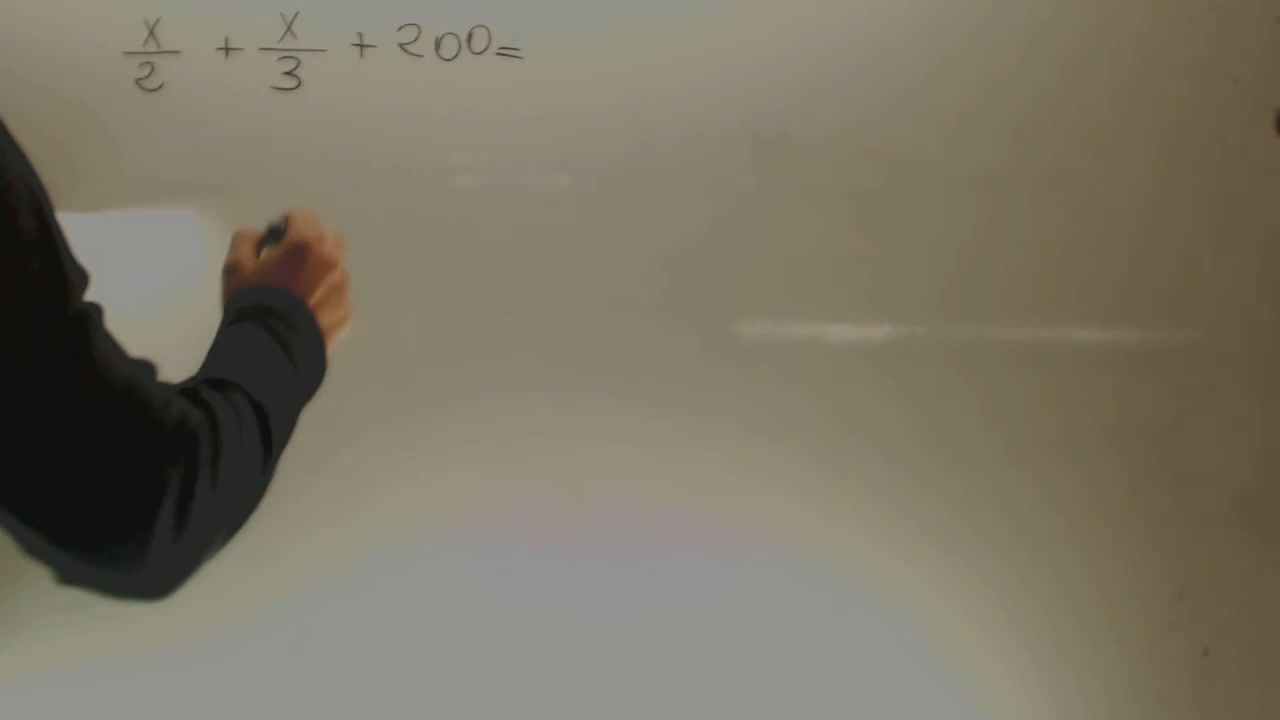 x/2 + x/3 + 200=